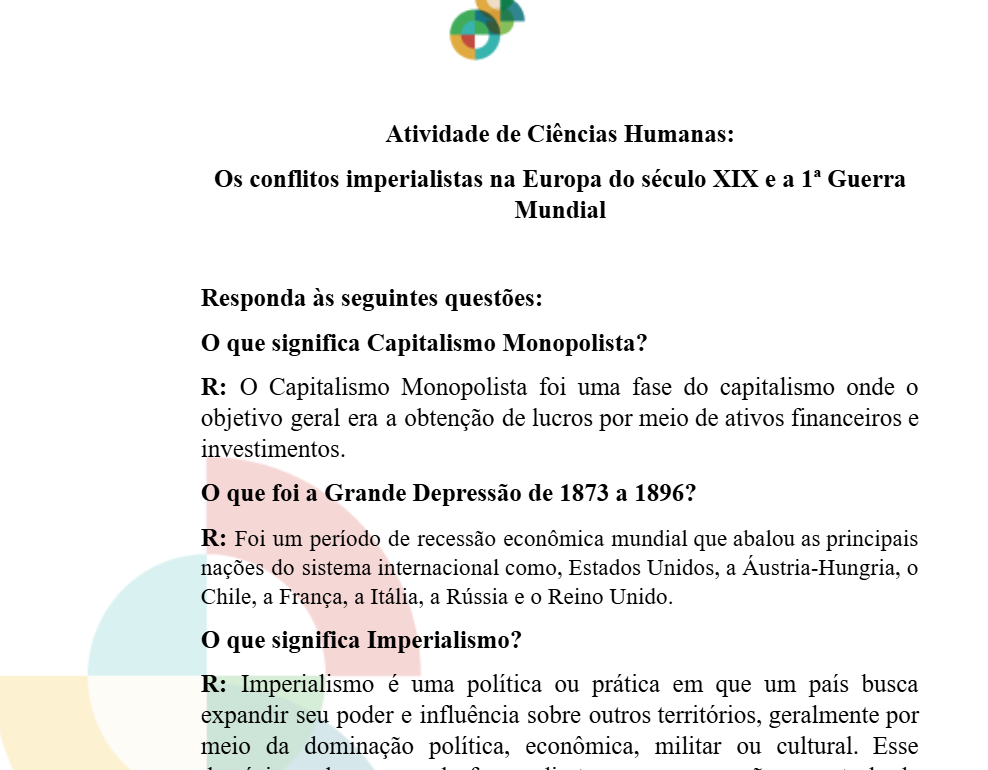 Atividade de Ciências Humanas:
Os conflitos imperialistas na Europa do século XIX e a 1ª Guerra
Mundial
Responda às seguintes questões:
O que significa Capitalismo Monopolista?
R: O Capitalismo Monopolista foi uma fase do capitalismo onde o
objetivo geral era a obtenção de lucros por meio de ativos financeiros e
investimentos.
O que foi a Grande Depressão de 1873 a 1896?
R: Foi um período de recessão econômica mundial que abalou as principais
nações do sistema internacional como, Estados Unidos, a Áustria-Hungria, o
Chile, a França, a Itália, a Rússia e o Reino Unido.
O que significa Imperialismo?
R: Imperialismo é uma política ou prática em que um país busca
expandir seu poder e influência sobre outros territórios, geralmente por
meio da dominação política, econômica, militar ou cultural. Esse